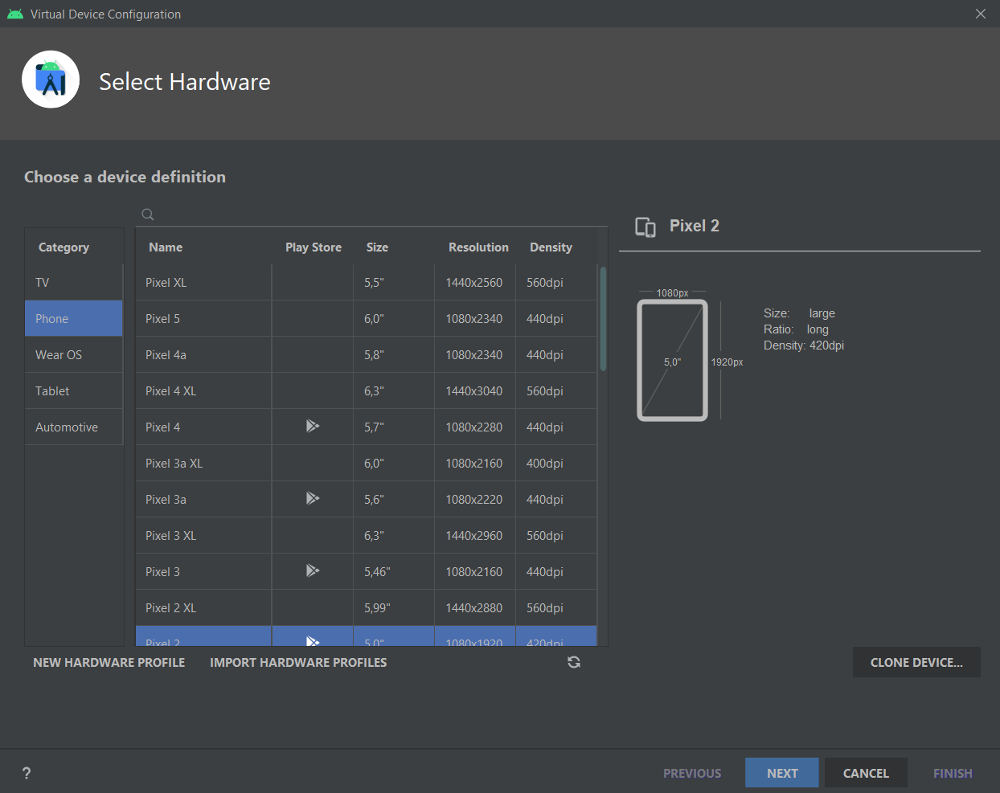 Virtual Device Configuration
Select Hardware
Choose a device definition
Category
TV
Phone
Wear OS
Tablet
Automotive
Name Play Store Size Resolution Density
Pixel XL 5,5" 1440x2560 560dpi
Pixel 5 6,0" 1080x2340 440dpi
Pixel 4a 5,8" 1080x2340 440dpi
Pixel 4 XL 6,3" 1440x3040 560dpi
Pixel 4 5,7" 1080x2280 440dpi
Pixel 3a XL 6,0" 1080x2160 400dpi
Pixel 3a 5,6" 1080x2220 440dpi
Pixel 3 XL 6,3" 1440x2960 560dpi
Pixel 3 5,46" 1080x2160 440dpi
Pixel 2 XL 5,99" 1440x2880 560dpi
Pixel 2 5,0" 1080x1920 420dpi
NEW HARDWARE PROFILE IMPORT HARDWARE PROFILES
Pixel 2
1080px
5,0"
1920px
Size: large
Ratio: long
Density: 420dpi
CLONE DEVICE...
? PREVIOUS NEXT CANCEL FINISH